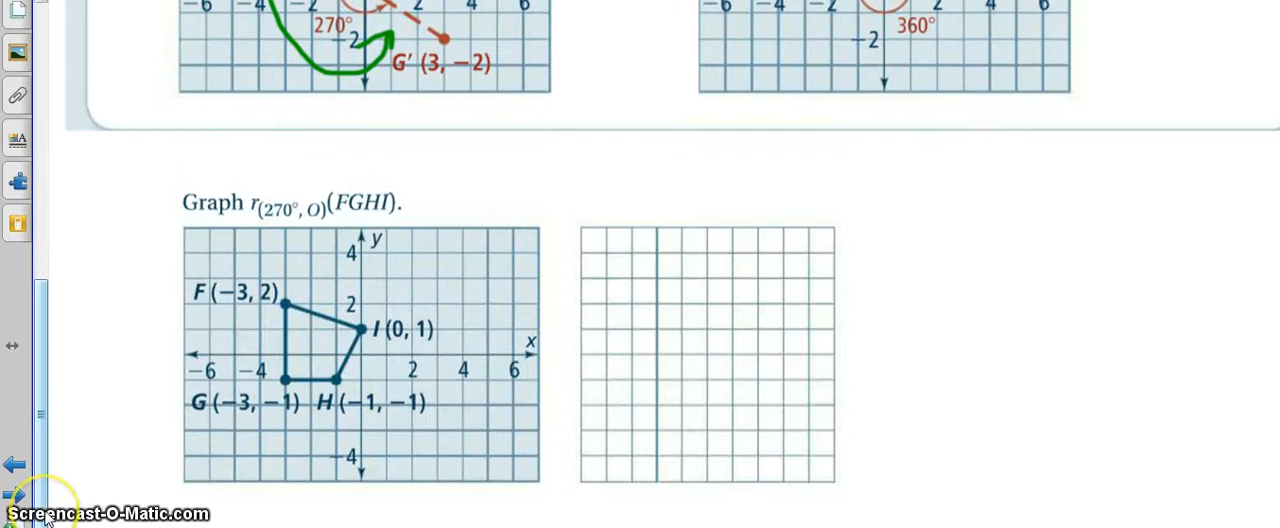 −6 −4 −2 2 4 6
270°
−2
G′ (3, −2)
−6 −4 −2 2 4 6
360°
−2
Graph r(270°, O)(FGHI).
y
4
F (−3, 2)
2
I (0, 1)
x
−6 −4 2 4 6
G (−3, −1) H (−1, −1)
−4
Screencast-O-Matic.com